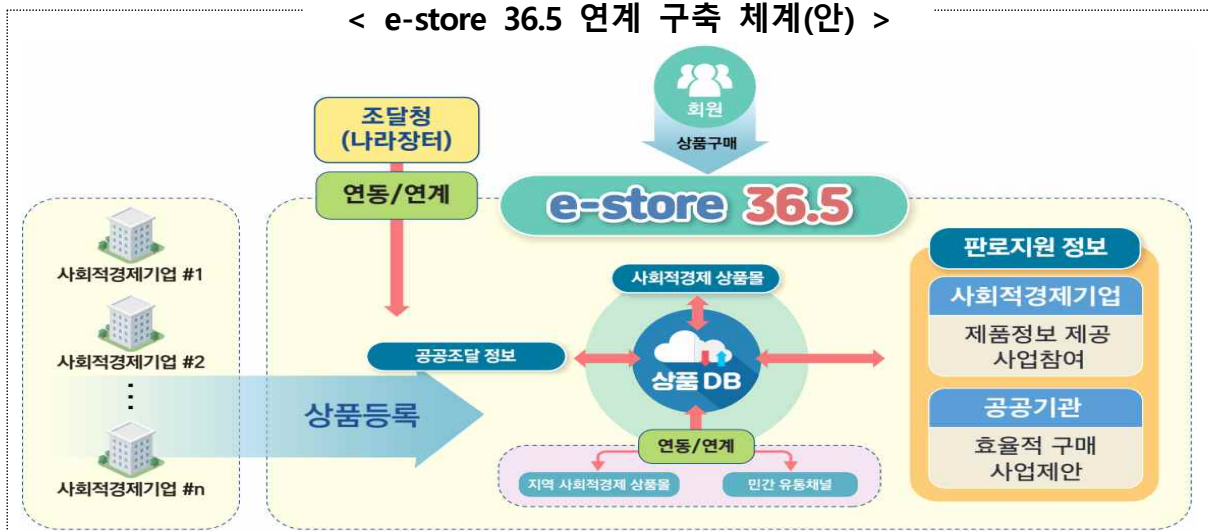 < e-store 36.5 연계 구축 체계(안) >
회원
상품구매
조달청
(나라장터)
연동/연계
e-store 36.5
사회적경제기업 #1
사회적경제기업 #2
⋮
사회적경제기업 #n
상품등록
공공조달 정보
사회적경제 상품몰
상품 DB
연동/연계
지역 사회적경제 상품몰
민간 유통채널
판로지원 정보
사회적경제기업
제품정보 제공
사업참여
공공기관
효율적 구매
사업제안